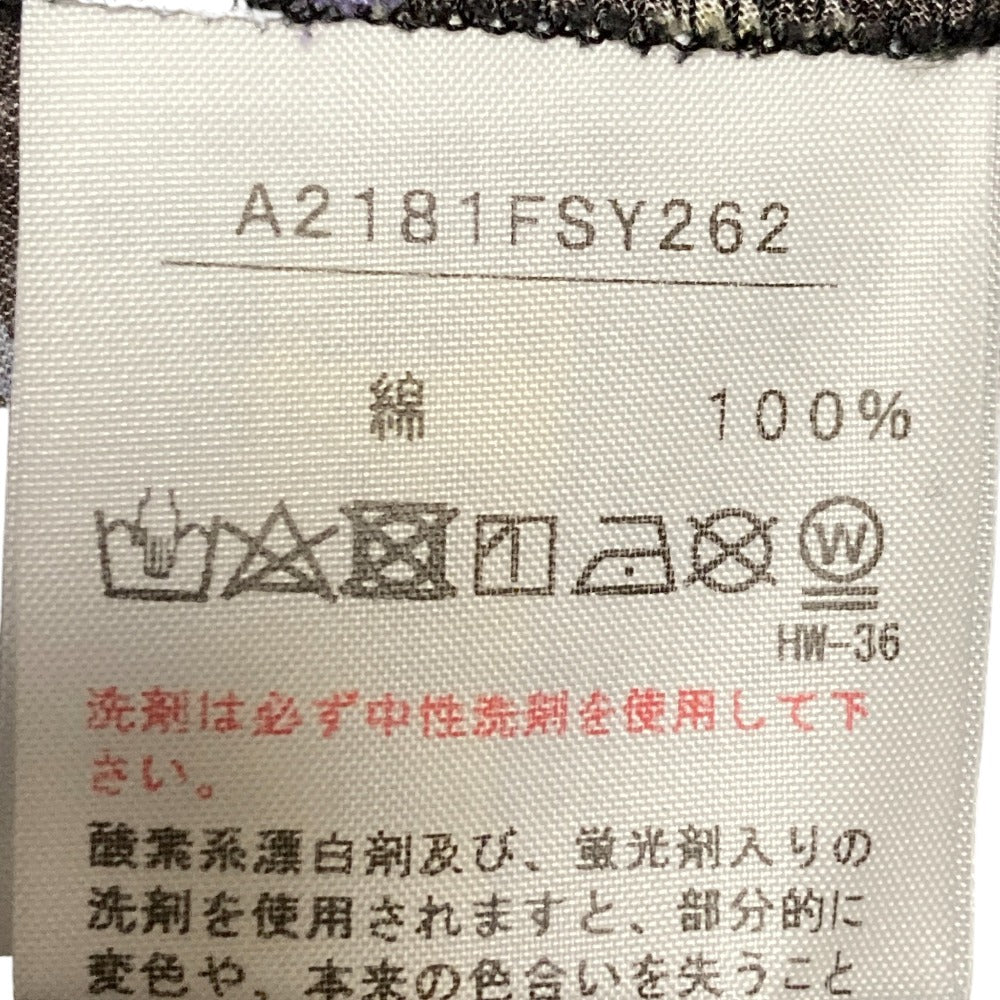 A2181FSY262
綿 100%
W
HW-36
洗剤は必ず中性洗剤を使用して下
さい。
酸素系漂白剤及び、蛍光剤入りの
洗剤を使用されますと、部分的に
変色や、本来の色合いを失うこと